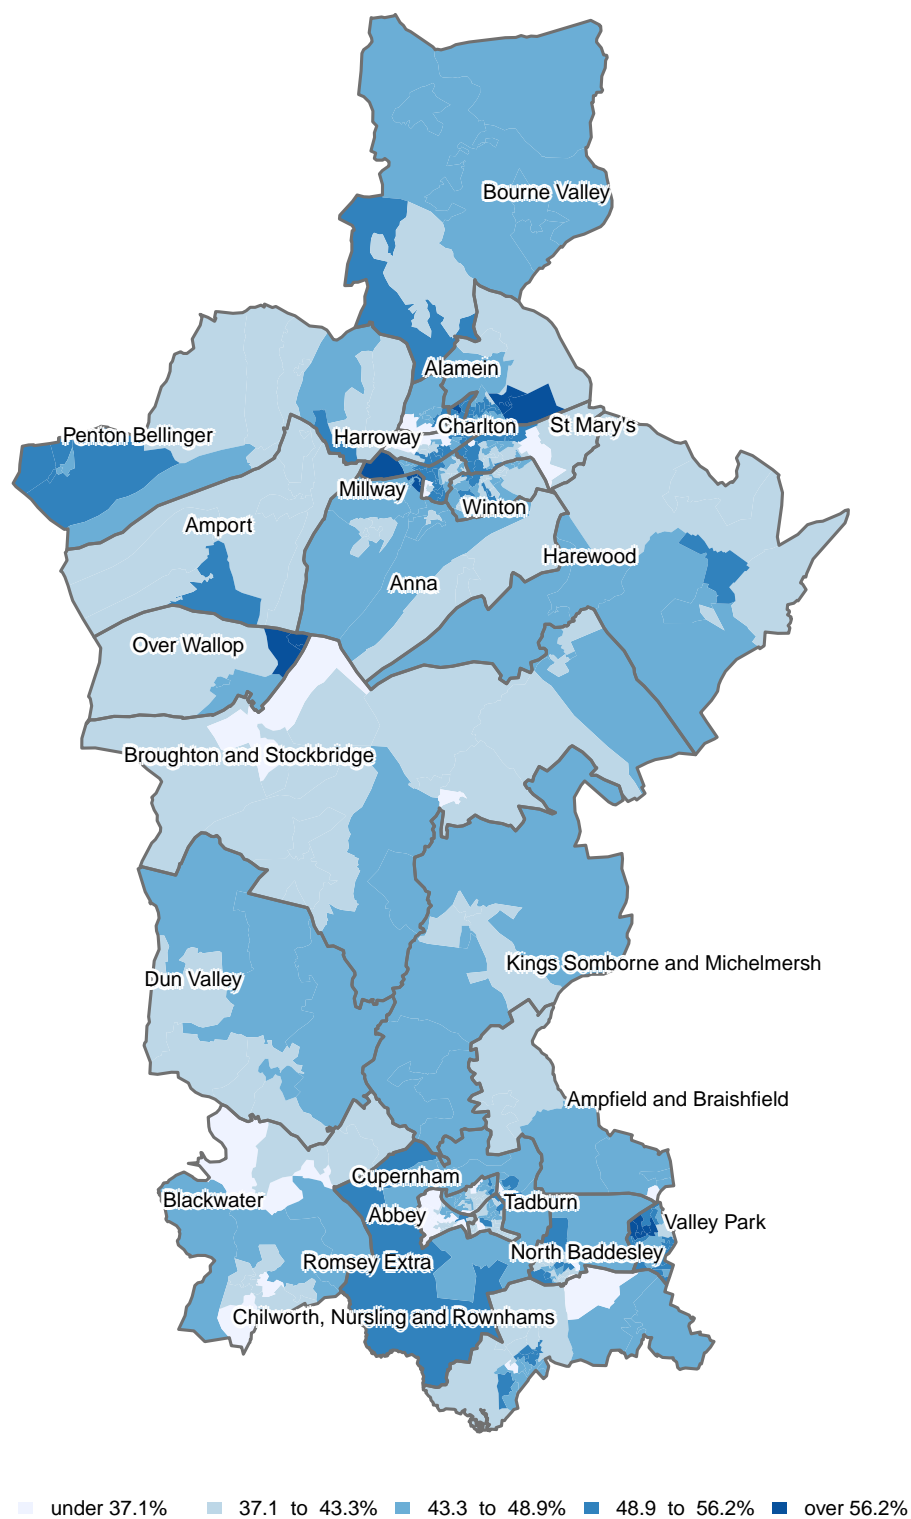 Bourne Valley
Alamein
Penton Bellinger
Harroway
Charlton
St Mary's
Millway
Winton
Amport
Anna
Harewood
Over Wallop
Broughton and Stockbridge
Kings Somborne and Michelmersh
Dun Valley
Ampfield and Braishfield
Cupernham
Blackwater
Abbey
Tadburn
Valley Park
Romsey Extra
North Baddesley
Chilworth, Nursling and Rownhams
under 37.1% 37.1 to 43.3% 43.3 to 48.9% 48.9 to 56.2% over 56.2%